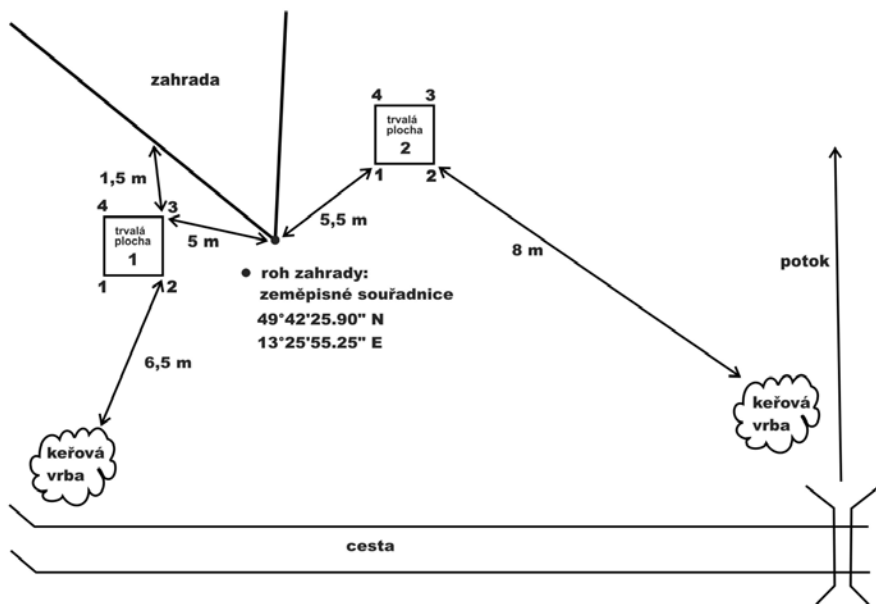 zahrada
4 3
trvalá
plocha
2
1 2
1,5 m
5,5 m
4 3
trvalá
plocha
1
1 2
5 m
8 m
potok
● roh zahrady:
zeměpisné souřadnice
49°42'25.90" N
13°25'55.25" E
6,5 m
keřová
vrba
keřová
vrba
cesta